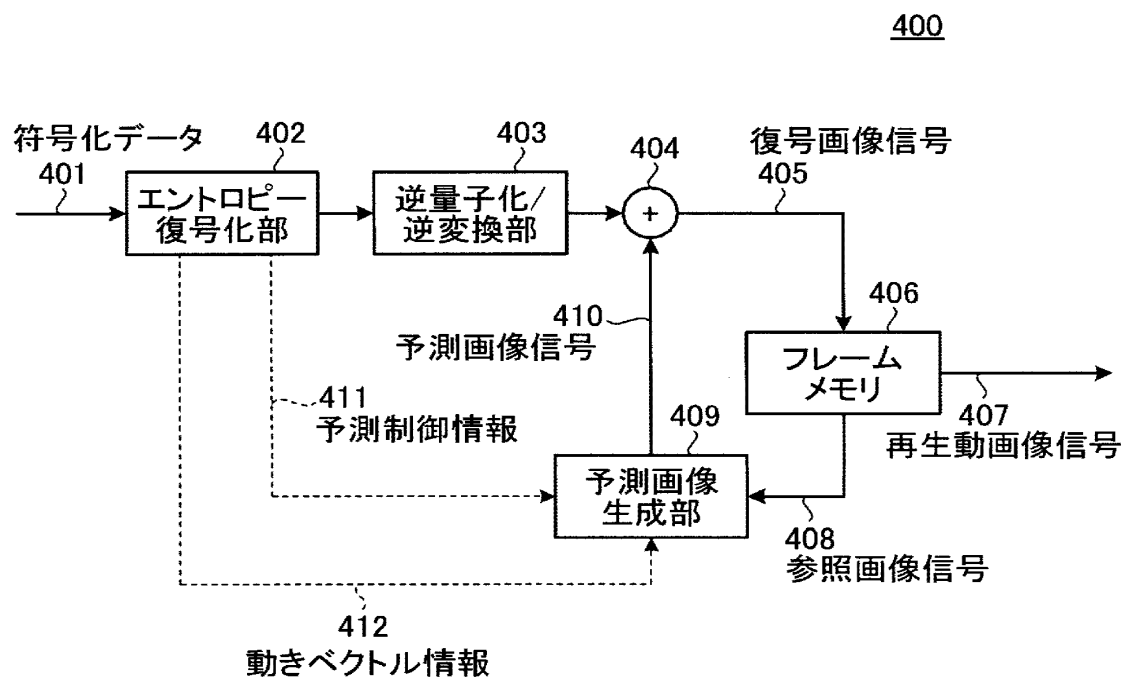 400
符号化データ
401
402
エントロピー
復号化部
403
逆量子化/
逆変換部
404
+
復号画像信号
405
406
フレーム
メモリ
407
再生動画像信号
408
参照画像信号
409
予測画像
生成部
410
予測画像信号
411
予測制御情報
412
動きベクトル情報